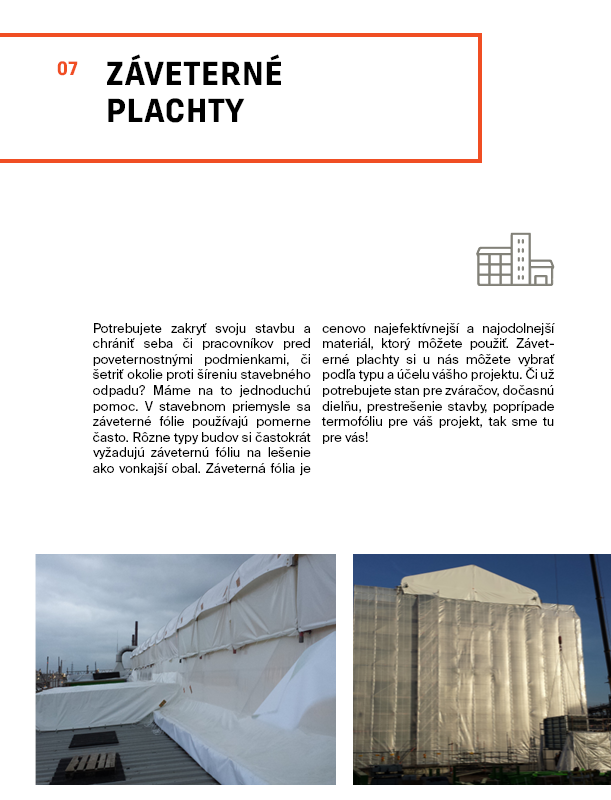 07
ZÁVETERNÉ
PLACHTY
Potrebujete zakryť svoju stavbu a
chrániť seba či pracovníkov pred
poveternostnými podmienkami, či
šetriť okolie proti šíreniu stavebného
odpadu? Máme na to jednoduchú
pomoc. V stavebnom priemysle sa
záveterné fólie používajú pomerne
často. Rôzne typy budov si častokrát
vyžadujú záveternú fóliu na lešenie
ako vonkajší obal. Záveterná fólia je
cenovo najefektívnejší a najodolnejší
materiál, ktorý môžete použiť. Závet-
erné plachty si u nás môžete vybrať
podľa typu a účelu vášho projektu. Či už
potrebujete stan pre zváračov, dočasnú
dielňu, prestrešenie stavby, poprípade
termofóliu pre váš projekt, tak sme tu
pre vás!